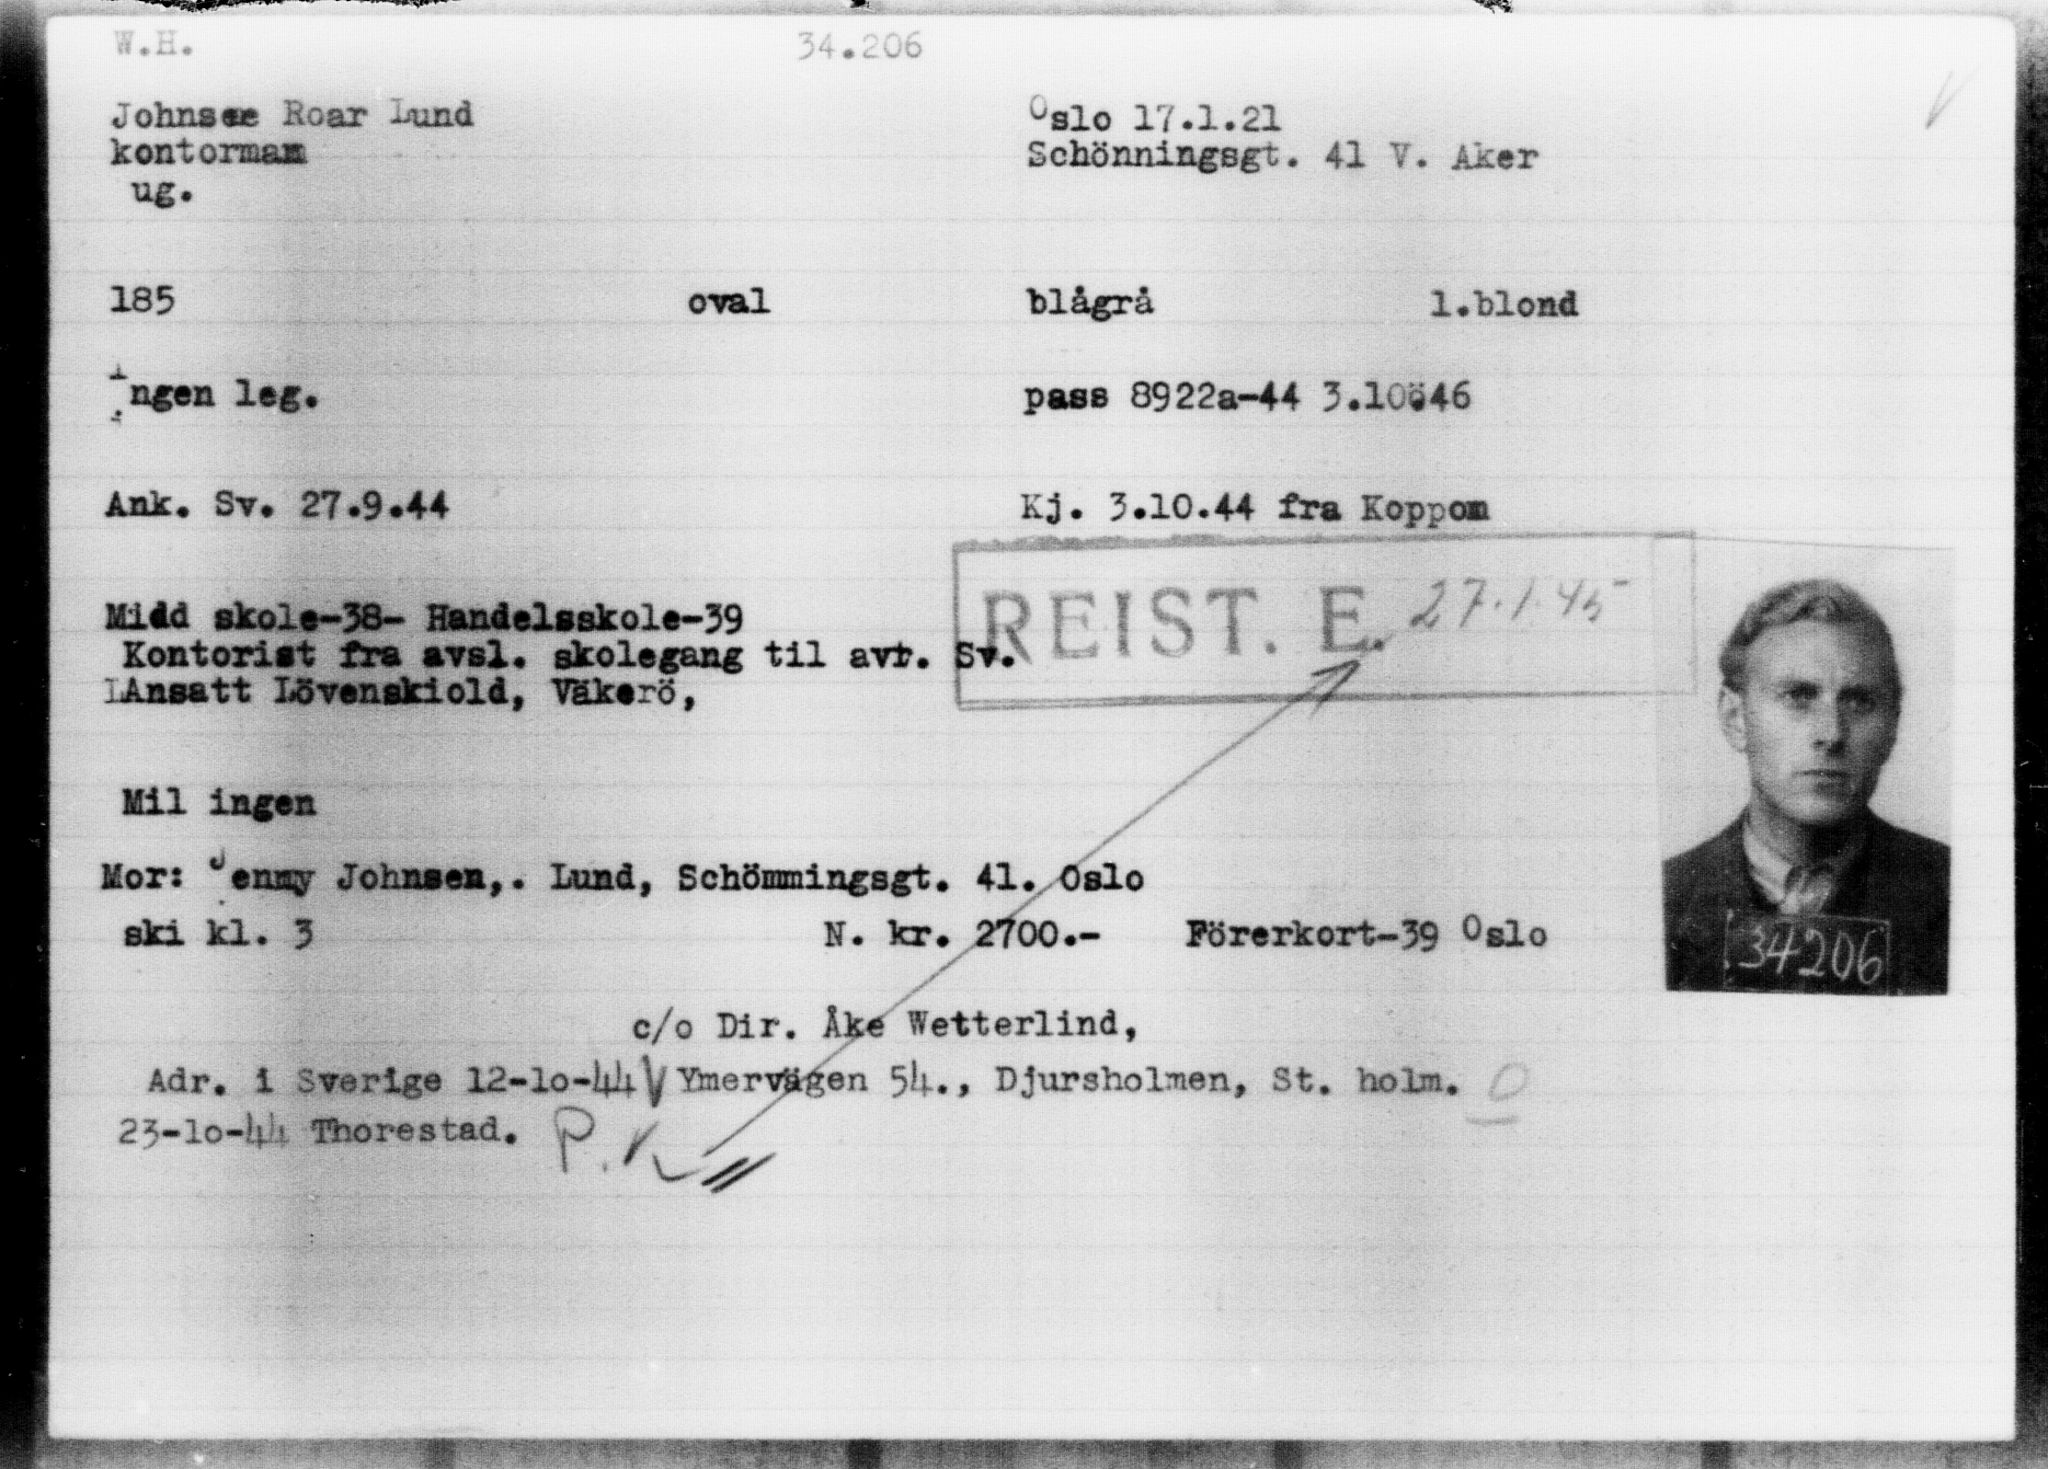 W.H. 34.206
Johnsen Roar Lund Oslo 17.1.21
kontormann Schönningsgt. 41 V. Aker
ug.
185 oval blågrå l.blond
Ingen leg. pass 8922a-44 3.10.46
Ank. Sv. 27.9.44 Kj. 3.10.44 fra Koppom
REIST. E. 27.1.45
Midd skole-38- Handelsskole-39
Kontorist fra avsl. skolegang til avr. Sv.
Ansatt Lövenskiold, Väkerö,
Mil ingen
Mor: Jenny Johnsen,. Lund, Schömmingsgt. 41. Oslo
ski kl. 3 N. kr. 2700.- Förerkort-39 Oslo
34206
c/o Dir. Åke Wetterlind,
Adr. i Sverige 12-10-44 V Ymervägen 54., Djursholmen, St. holm. O
23-10-44 Thorestad. P.K